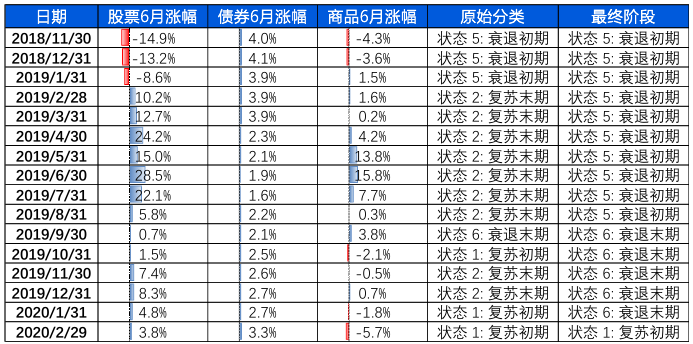 日期 股票6月涨幅 债券6月涨幅 商品6月涨幅 原始分类 最终阶段
2018/11/30 -14.9% 4.0% -4.3% 状态 5: 衰退初期 状态 5: 衰退初期
2018/12/31 -13.2% 4.1% -3.6% 状态 5: 衰退初期 状态 5: 衰退初期
2019/1/31 -8.6% 3.9% 1.5% 状态 5: 衰退初期 状态 5: 衰退初期
2019/2/28 10.2% 3.9% 1.6% 状态 2: 复苏末期 状态 5: 衰退初期
2019/3/31 12.7% 3.9% 0.2% 状态 2: 复苏末期 状态 5: 衰退初期
2019/4/30 24.2% 2.3% 4.2% 状态 2: 复苏末期 状态 5: 衰退初期
2019/5/31 15.0% 2.1% 13.8% 状态 2: 复苏末期 状态 5: 衰退初期
2019/6/30 28.5% 1.9% 15.8% 状态 2: 复苏末期 状态 5: 衰退初期
2019/7/31 22.1% 1.6% 7.7% 状态 2: 复苏末期 状态 5: 衰退初期
2019/8/31 5.8% 2.2% 0.3% 状态 2: 复苏末期 状态 5: 衰退初期
2019/9/30 0.7% 2.1% 3.8% 状态 6: 衰退末期 状态 6: 衰退末期
2019/10/31 1.5% 2.5% -2.1% 状态 1: 复苏初期 状态 6: 衰退末期
2019/11/30 7.4% 2.6% -0.5% 状态 2: 复苏末期 状态 6: 衰退末期
2019/12/31 8.3% 2.7% 0.7% 状态 2: 复苏末期 状态 6: 衰退末期
2020/1/31 4.8% 2.7% -1.8% 状态 1: 复苏初期 状态 6: 衰退末期
2020/2/29 3.8% 3.3% -5.7% 状态 1: 复苏初期 状态 1: 复苏初期